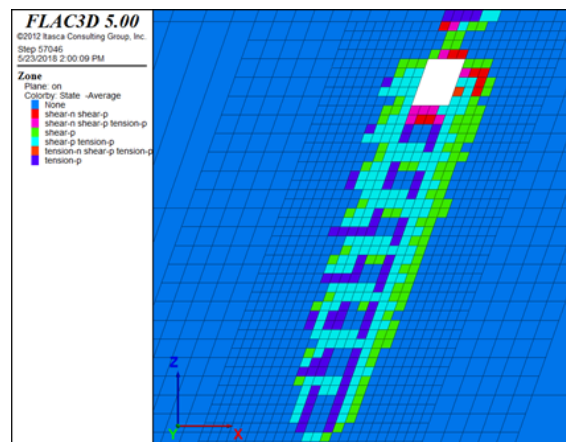 FLAC3D 5.00
©2012 Itasca Consulting Group, Inc.
Step 57046
5/23/2018 2:00:09 PM
Zone
Plane: on
Colorby: State -Average
None
shear-n shear-p
shear-n shear-p tension-p
shear-p
shear-p tension-p
tension-n shear-p tension-p
tension-p
Z
Y
X